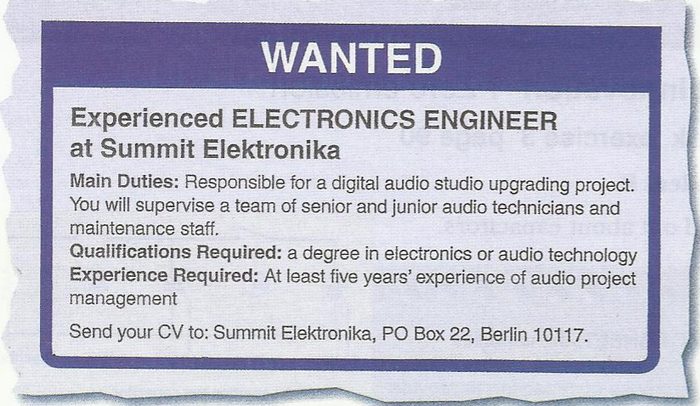 WANTED
Experienced ELECTRONICS ENGINEER
at Summit Elektronika
Main Duties: Responsible for a digital audio studio upgrading project.
You will supervise a team of senior and junior audio technicians and
maintenance staff.
Qualifications Required: a degree in electronics or audio technology
Experience Required: At least five years' experience of audio project
management
Send your CV to: Summit Elektronika, PO Box 22, Berlin 10117.